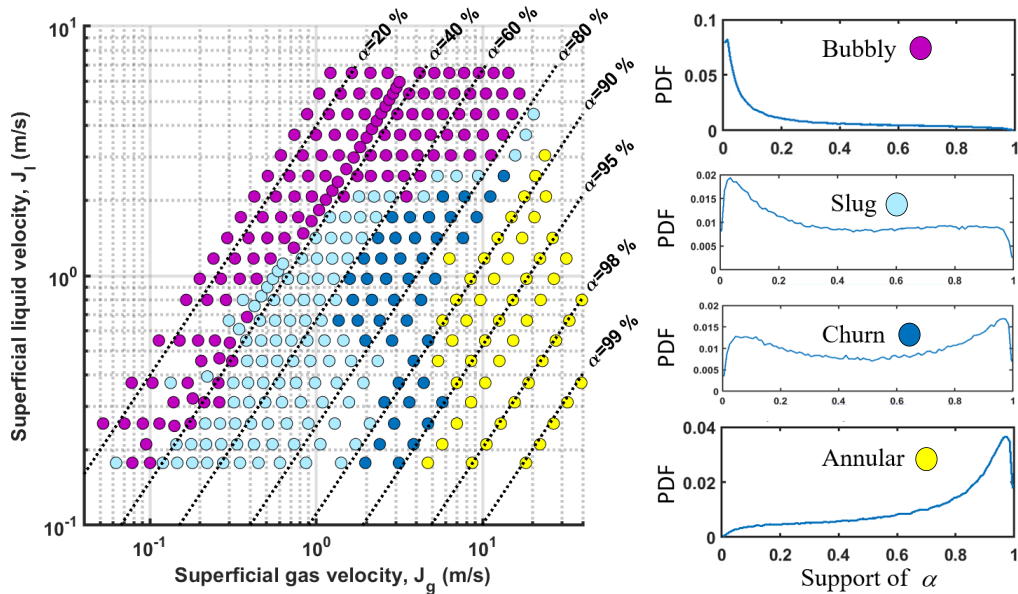 α=20 %
α=40 %
α=60 %
α=80 %
α=90 %
α=95 %
α=98 %
α=99 %
10^1
10^0
10^-1
10^-1
10^0
10^1
Superficial liquid velocity, J_l (m/s)
Superficial gas velocity, J_g (m/s)
0.1
0.05
0
PDF
Bubbly
0 0.2 0.4 0.6 0.8 1
0.02
0.015
0.01
0.005
0
PDF
Slug
0 0.2 0.4 0.6 0.8 1
0.02
0.015
0.01
0.005
0
PDF
Churn
0 0.2 0.4 0.6 0.8 1
0.04
0.02
0
PDF
Annular
0 0.2 0.4 0.6 0.8 1
Support of α